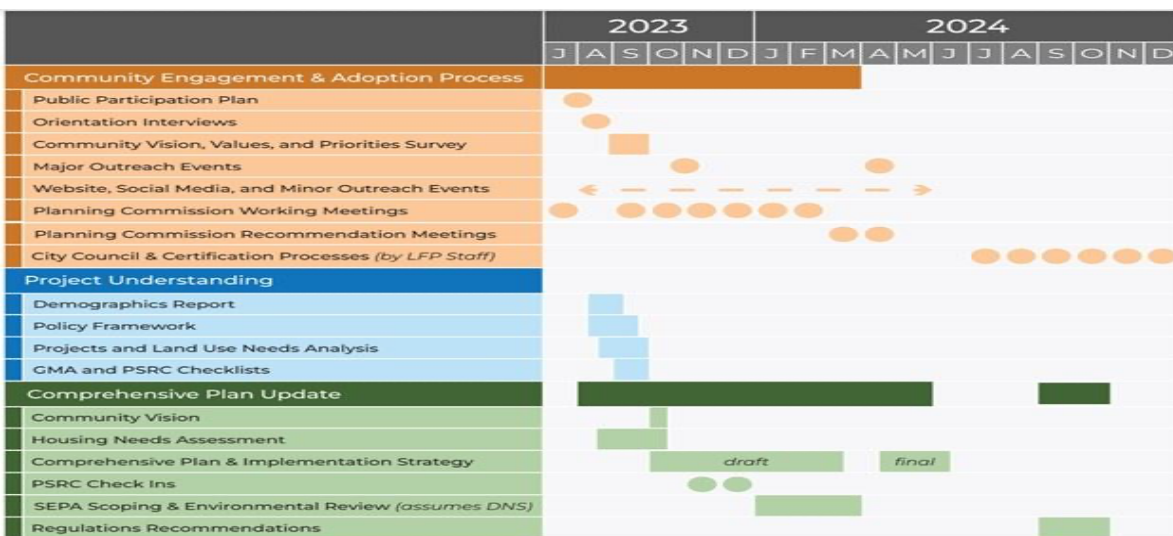 2023 2024
J A S O N D J F M A M J J A S O N D
Community Engagement & Adoption Process
Public Participation Plan
Orientation Interviews
Community Vision, Values, and Priorities Survey
Major Outreach Events
Website, Social Media, and Minor Outreach Events
Planning Commission Working Meetings
Planning Commission Recommendation Meetings
City Council & Certification Processes (by LFP Staff)
Project Understanding
Demographics Report
Policy Framework
Projects and Land Use Needs Analysis
GMA and PSRC Checklists
Comprehensive Plan Update
Community Vision
Housing Needs Assessment
Comprehensive Plan & Implementation Strategy draft final
PSRC Check Ins
SEPA Scoping & Environmental Review (assumes DNS)
Regulations Recommendations